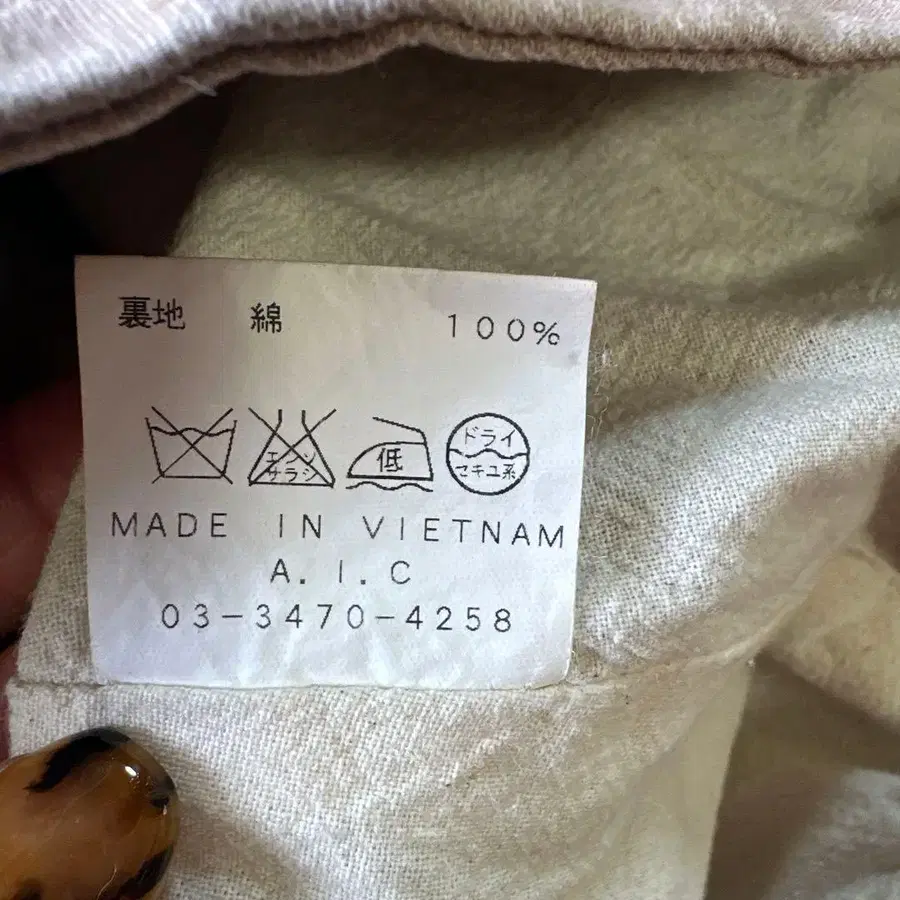 裏地 綿 100%
エンソ サラシ 低 ドライ セキユ系
MADE IN VIETNAM
A.I.C
03-3470-4258